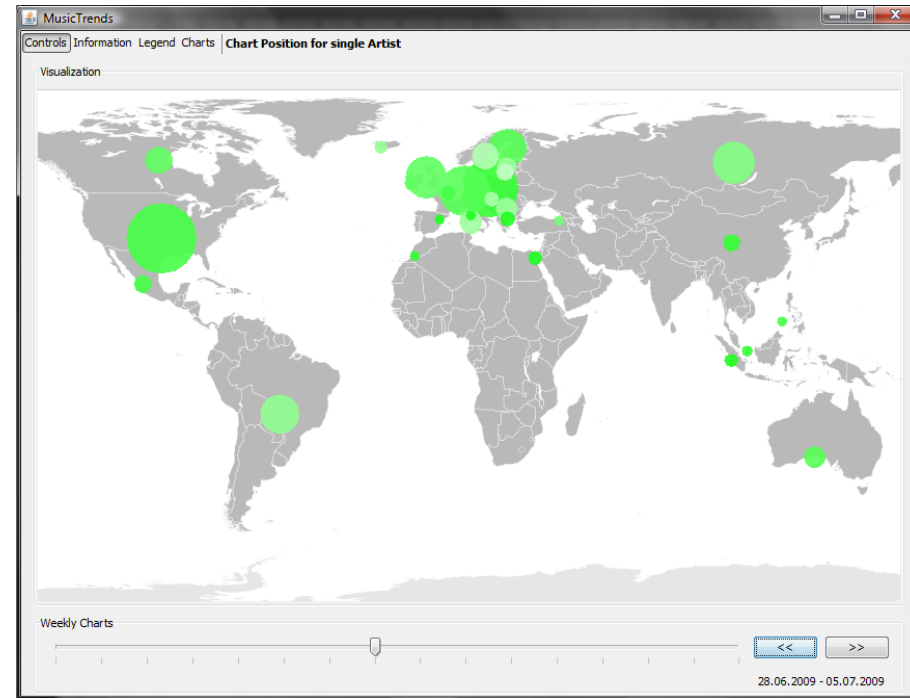 MusicTrends
Controls Information Legend Charts Chart Position for single Artist
Visualization
Weekly Charts
<< >>
28.06.2009 - 05.07.2009